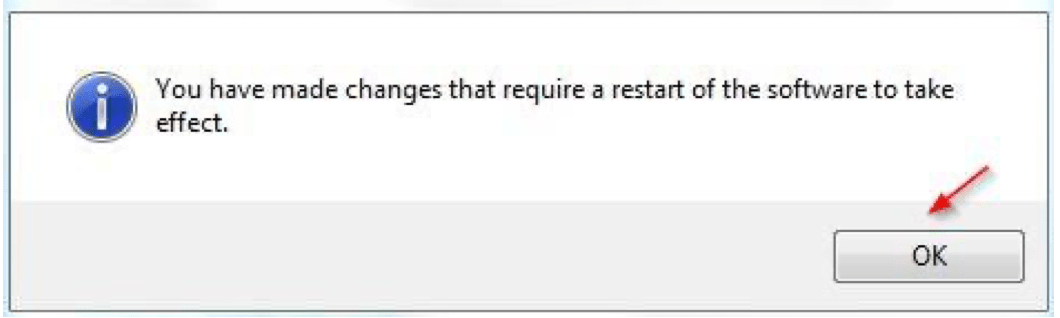 You have made changes that require a restart of the software to take
effect.
OK